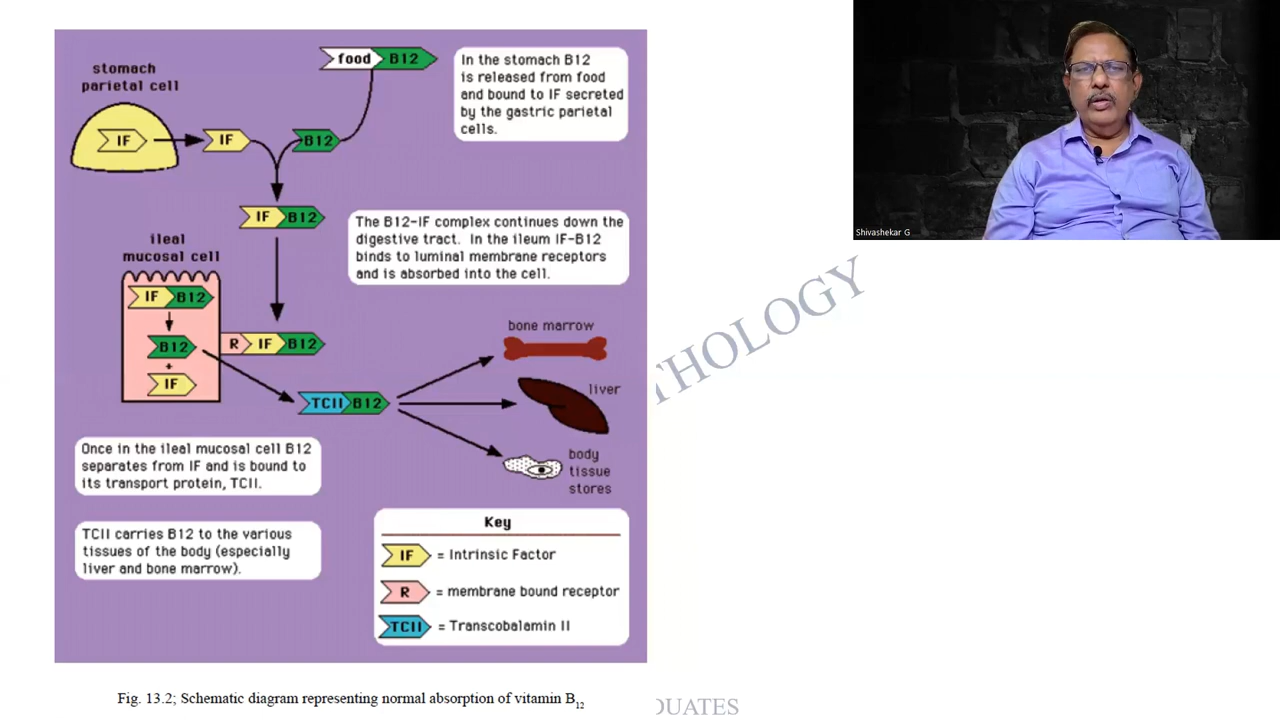 food B12
stomach
parietal cell
In the stomach B12
is released from food
and bound to IF secreted
by the gastric parietal
cells.
IF
IF
B12
Shivashekar G
IF B12
The B12-IF complex continues down the
digestive tract. In the ileum IF-B12
binds to luminal membrane receptors
and is absorbed into the cell.
ileal
mucosal cell
IF B12
B12
+
IF
R IF B12
bone marrow
liver
TCII B12
body
tissue
stores
Once in the ileal mucosal cell B12
separates from IF and is bound to
its transport protein, TCII.
TCII carries B12 to the various
tissues of the body (especially
liver and bone marrow).
Key
IF = Intrinsic Factor
R = membrane bound receptor
TCII = Transcobalamin II
Fig. 13.2; Schematic diagram representing normal absorption of vitamin B12
THOLOGY
DUATES